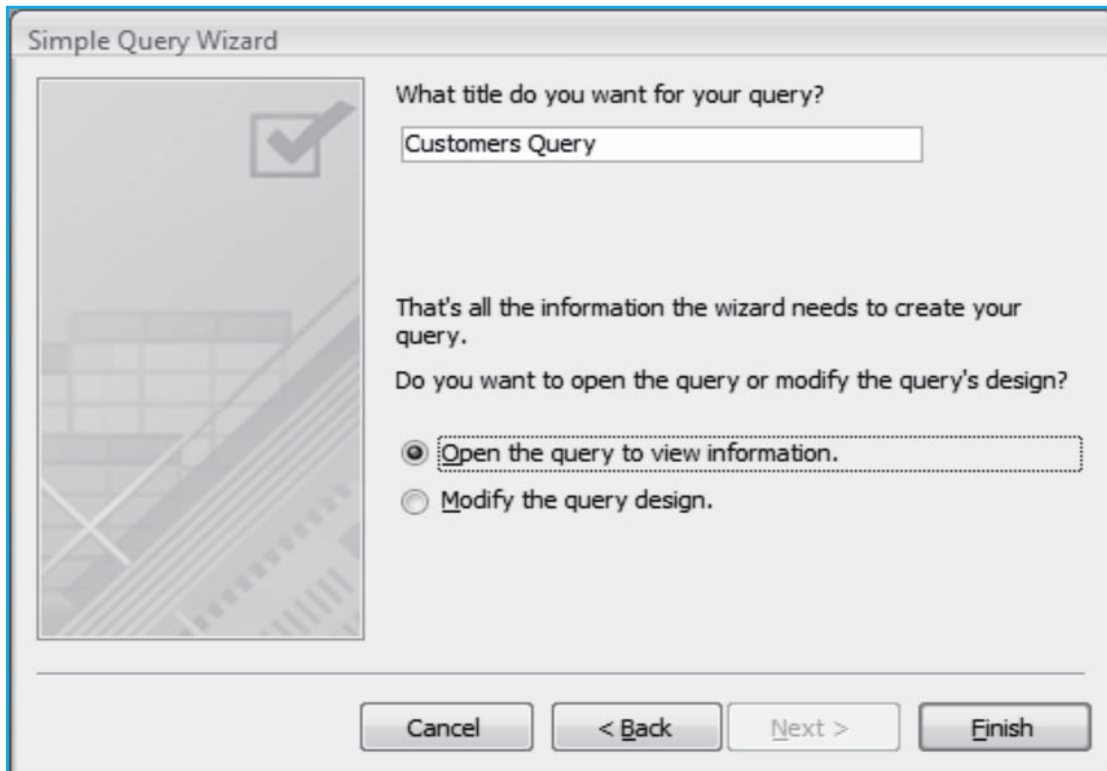 Simple Query Wizard
What title do you want for your query?
Customers Query
That's all the information the wizard needs to create your
query.
Do you want to open the query or modify the query's design?
Open the query to view information.
Modify the query design.
Cancel
< Back
Next >
Finish